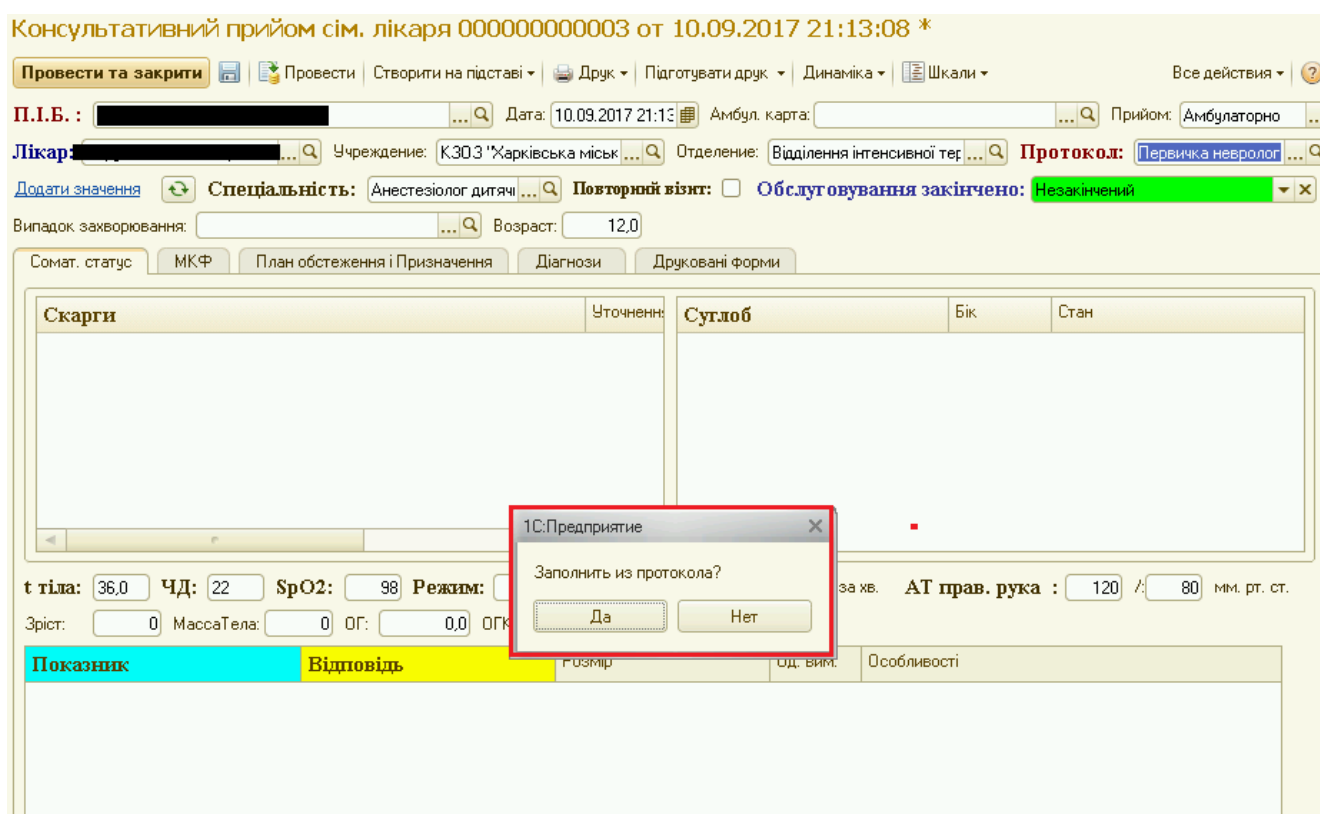 Консультативний прийом сім. лікаря 000000000003 от 10.09.2017 21:13:08 *
Провести та закрити Провести Створити на підставі Друк Підготувати друк Динаміка Шкали Все действия
П.І.Б. : ... Дата: 10.09.2017 21:13 Амбул. карта: ... Прийом: Амбулаторно ...
Лікар: ... Учреждение: К.ЗО.З "Харківська міськ ... Отделение: Відділення інтенсивної тер ... Протокол: Первичка невролог ...
Додати значення Спеціальність: Анестезіолог дитячи ... Повторний візит: Обслуговування закінчено: Незакінчений
Випадок захворювання: ... Возраст: 12,0
Сомат. статус МКФ План обстеження і Призначення Діагнози Друковані форми
Скарги Уточненн Суглоб Бік Стан
1С:Предприятие
Заполнить из протокола?
Да Нет
t тіла: 36,0 ЧД: 22 SpO2: 98 Режим: за хв. АТ прав. рука : 120 /: 80 мм. рт. ст.
Зріст: 0 МассаТела: 0 ОГ: 0,0 ОГК
Показник Відповідь Розмір Од. вим. Особливості